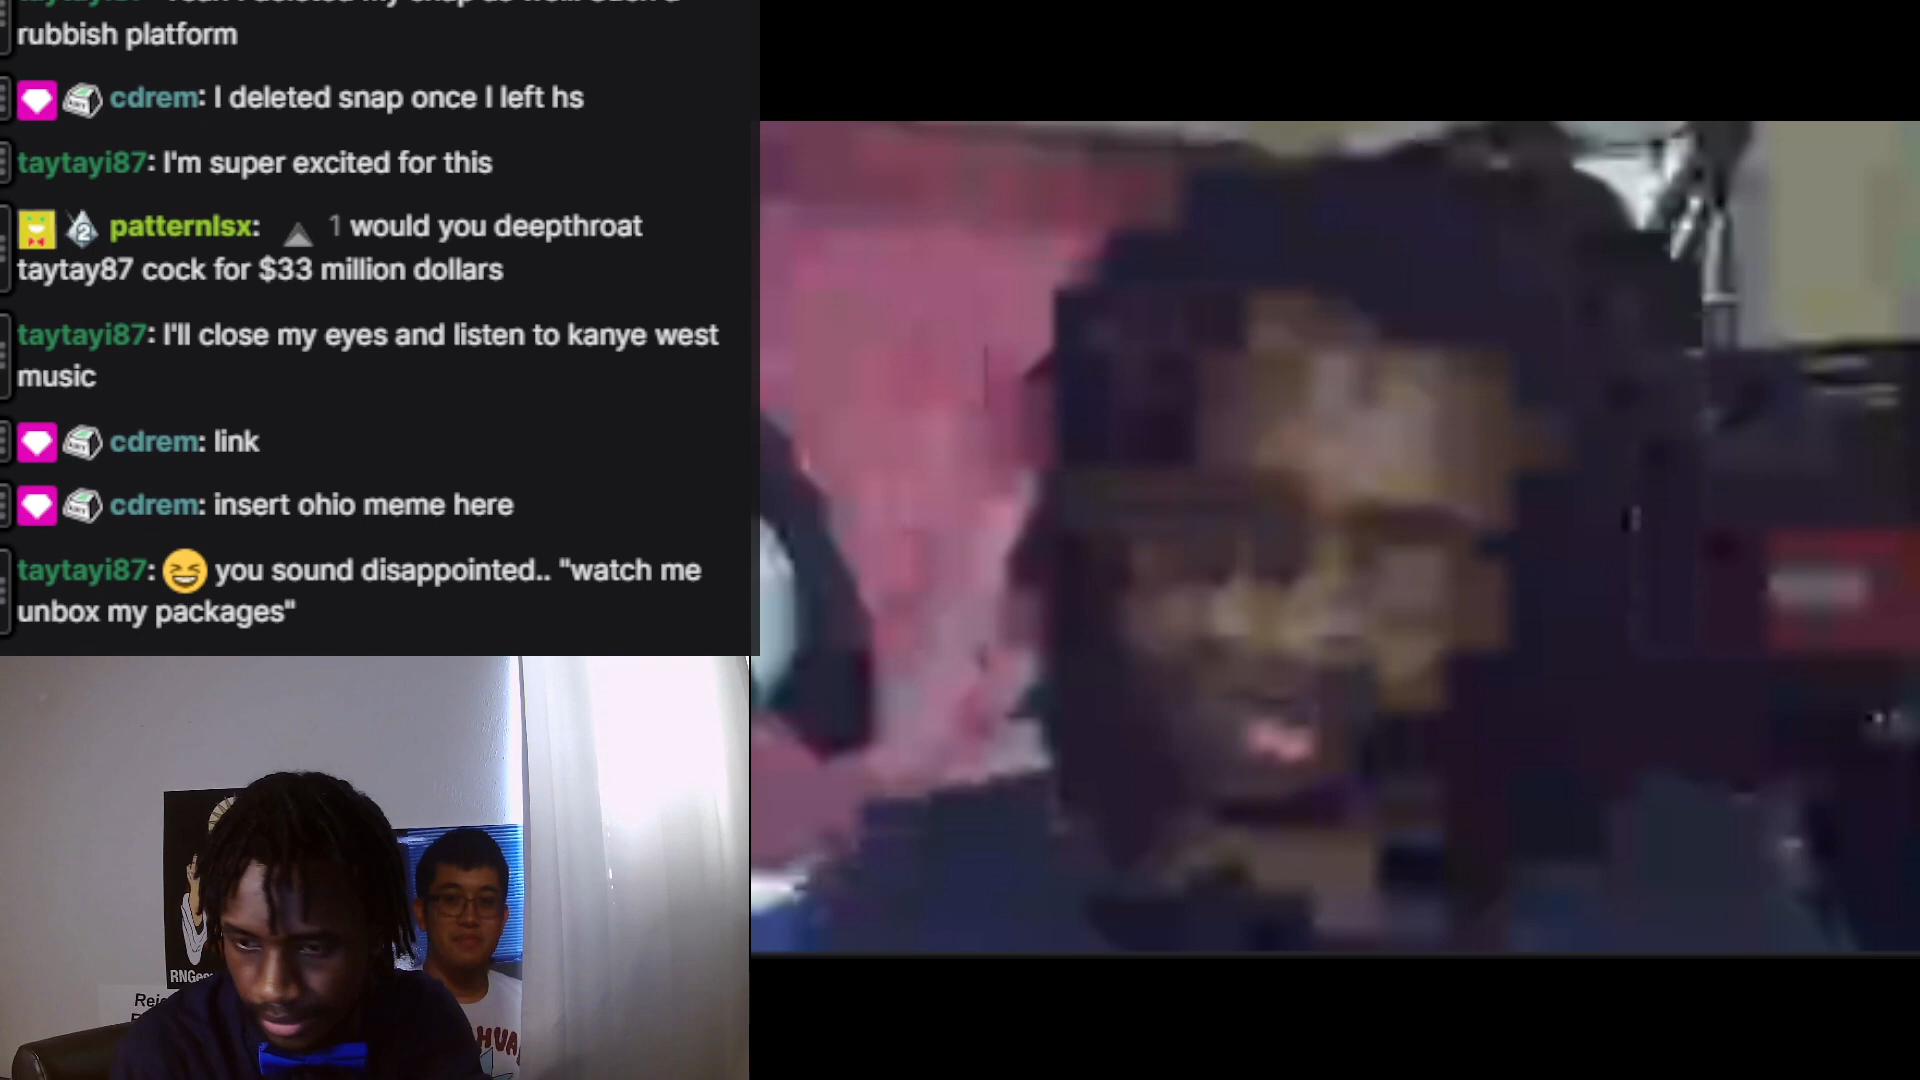 rubbish platform
cdrem: I deleted snap once I left hs
taytayi87: I'm super excited for this
patternlsx: 1 would you deepthroat
taytay87 cock for $33 million dollars
taytayi87: I'll close my eyes and listen to kanye west
music
cdrem: link
cdrem: insert ohio meme here
taytayi87: 😆 you sound disappointed.. "watch me
unbox my packages"